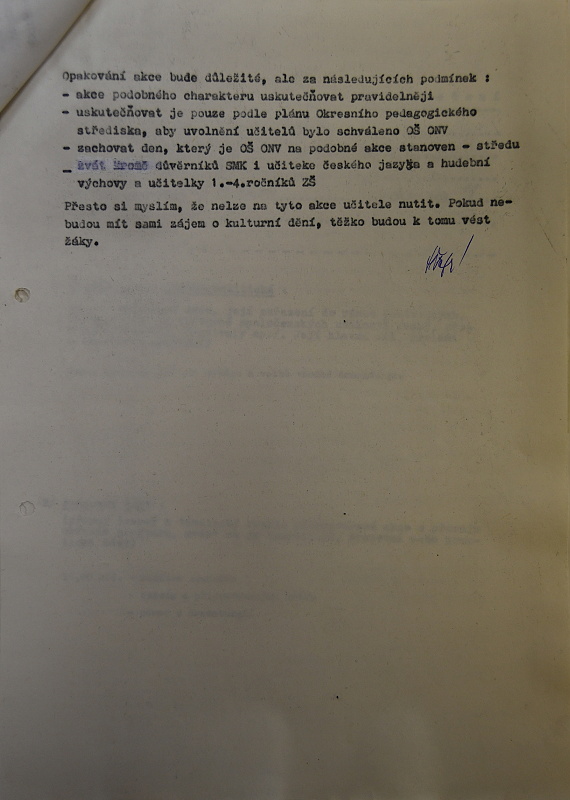 Opakování akce bude důležité, ale za následujících podmínek :
- akce podobného charakteru uskutečňovat pravidelněji
- uskutečňovat je pouze podle plánu Okresního pedagogického
střediska, aby uvolnění učitelů bylo schváleno OŠ ONV
- zachovat den, který je OŠ ONV na podobné akce stanoven - středu
- zvát kromě důvěrníků SMK i učitele českého jazyka a hudební
výchovy a učitelky 1.-4.ročníků ZŠ
Přesto si myslím, že nelze na tyto akce učitele nutit. Pokud ne-
budou mít sami zájem o kulturní dění, těžko budou k tomu vést
žáky.